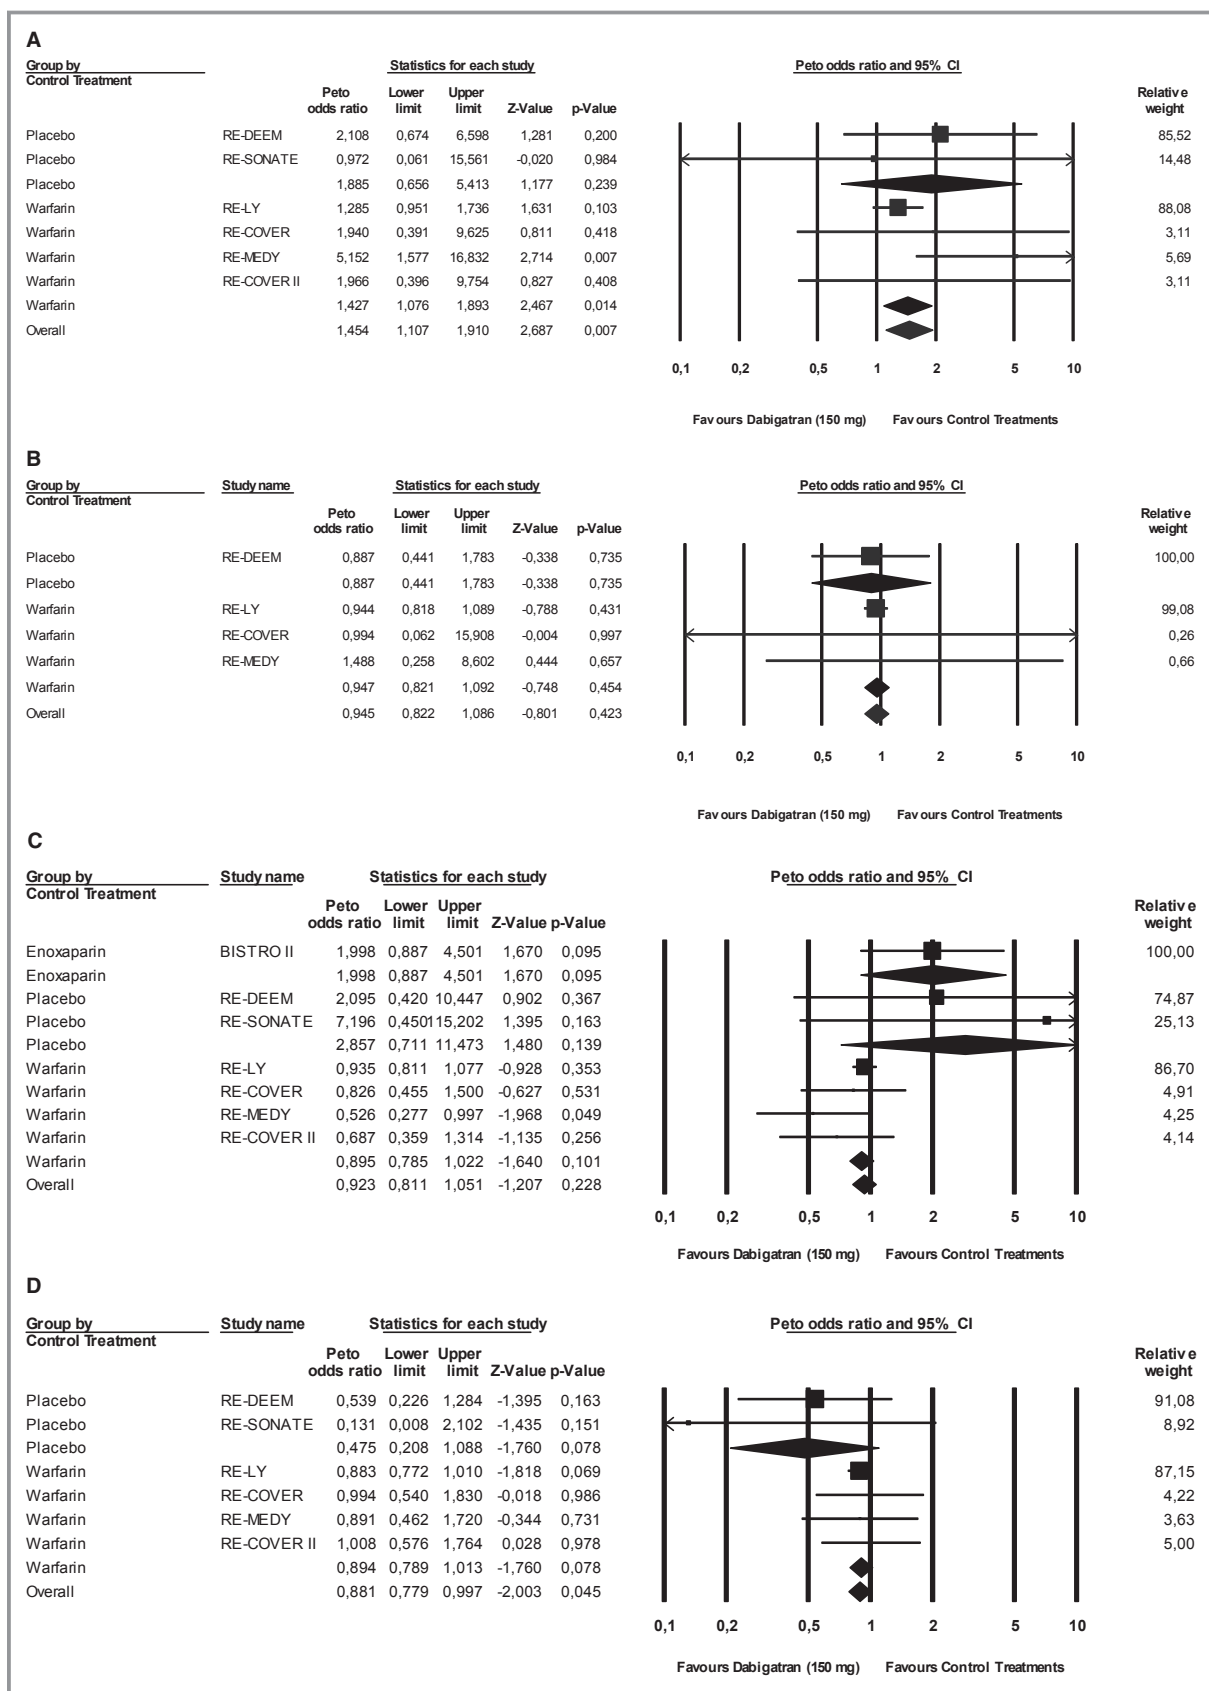 A
Group by Statistics for each study Peto odds ratio and 95% CI
Control Treatment
Peto Lower Upper Relative
odds ratio limit limit Z-Value p-Value weight
Placebo RE-DEEM 2,108 0,674 6,598 1,281 0,200 85,52
Placebo RE-SONATE 0,972 0,061 15,561 -0,020 0,984 14,48
Placebo 1,885 0,656 5,413 1,177 0,239
Warfarin RE-LY 1,285 0,951 1,736 1,631 0,103 88,08
Warfarin RE-COVER 1,940 0,391 9,625 0,811 0,418 3,11
Warfarin RE-MEDY 5,152 1,577 16,832 2,714 0,007 5,69
Warfarin RE-COVER II 1,966 0,396 9,754 0,827 0,408 3,11
Warfarin 1,427 1,076 1,893 2,467 0,014
Overall 1,454 1,107 1,910 2,687 0,007
0,1 0,2 0,5 1 2 5 10
Favours Dabigatran (150 mg) Favours Control Treatments
B
Group by Study name Statistics for each study Peto odds ratio and 95% CI
Control Treatment
Peto Lower Upper Relative
odds ratio limit limit Z-Value p-Value weight
Placebo RE-DEEM 0,887 0,441 1,783 -0,338 0,735 100,00
Placebo 0,887 0,441 1,783 -0,338 0,735
Warfarin RE-LY 0,944 0,818 1,089 -0,788 0,431 99,08
Warfarin RE-COVER 0,994 0,062 15,908 -0,004 0,997 0,26
Warfarin RE-MEDY 1,488 0,258 8,602 0,444 0,657 0,66
Warfarin 0,947 0,821 1,092 -0,748 0,454
Overall 0,945 0,822 1,086 -0,801 0,423
0,1 0,2 0,5 1 2 5 10
Favours Dabigatran (150 mg) Favours Control Treatments
C
Group by Study name Statistics for each study Peto odds ratio and 95% CI
Control Treatment
Peto Lower Upper Relative
odds ratio limit limit Z-Value p-Value weight
Enoxaparin BISTRO II 1,998 0,887 4,501 1,670 0,095 100,00
Enoxaparin 1,998 0,887 4,501 1,670 0,095
Placebo RE-DEEM 2,095 0,420 10,447 0,902 0,367 74,87
Placebo RE-SONATE 7,196 0,450 115,202 1,395 0,163 25,13
Placebo 2,857 0,711 11,473 1,480 0,139
Warfarin RE-LY 0,935 0,811 1,077 -0,928 0,353 86,70
Warfarin RE-COVER 0,826 0,455 1,500 -0,627 0,531 4,91
Warfarin RE-MEDY 0,526 0,277 0,997 -1,968 0,049 4,25
Warfarin RE-COVER II 0,687 0,359 1,314 -1,135 0,256 4,14
Warfarin 0,895 0,785 1,022 -1,640 0,101
Overall 0,923 0,811 1,051 -1,207 0,228
0,1 0,2 0,5 1 2 5 10
Favours Dabigatran (150 mg) Favours Control Treatments
D
Group by Study name Statistics for each study Peto odds ratio and 95% CI
Control Treatment
Peto Lower Upper Relative
odds ratio limit limit Z-Value p-Value weight
Placebo RE-DEEM 0,539 0,226 1,284 -1,395 0,163 91,08
Placebo RE-SONATE 0,131 0,008 2,102 -1,435 0,151 8,92
Placebo 0,475 0,208 1,088 -1,760 0,078
Warfarin RE-LY 0,883 0,772 1,010 -1,818 0,069 87,15
Warfarin RE-COVER 0,994 0,540 1,830 -0,018 0,986 4,22
Warfarin RE-MEDY 0,891 0,462 1,720 -0,344 0,731 3,63
Warfarin RE-COVER II 1,008 0,576 1,764 0,028 0,978 5,00
Warfarin 0,894 0,789 1,013 -1,760 0,078
Overall 0,881 0,779 0,997 -2,003 0,045
0,1 0,2 0,5 1 2 5 10
Favours Dabigatran (150 mg) Favours Control Treatments